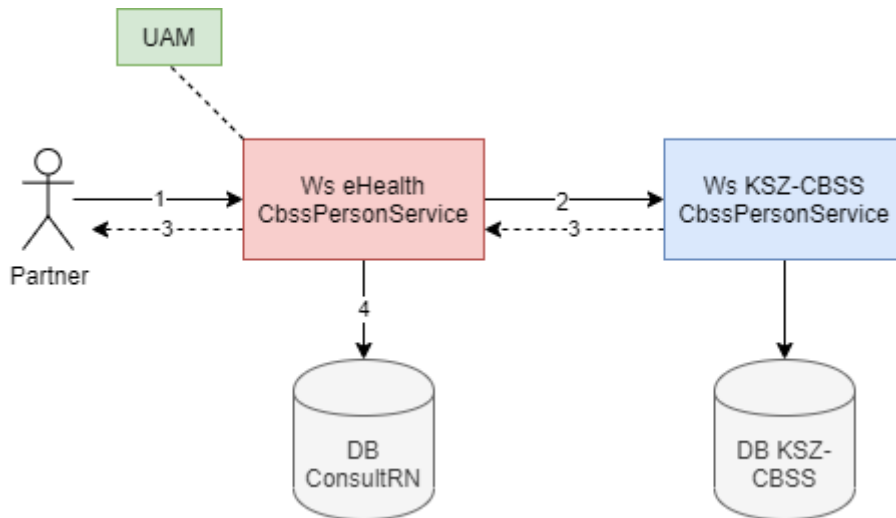 UAM
Ws eHealth
CbssPersonService
Ws KSZ-CBSS
CbssPersonService
1
2
3
3
Partner
4
DB
ConsultRN
DB KSZ-
CBSS